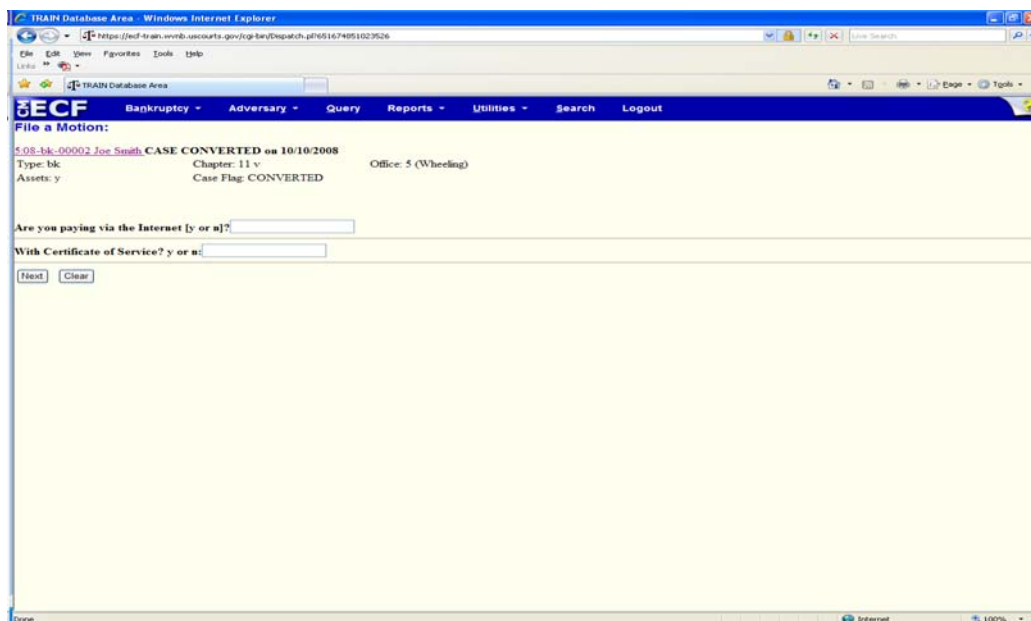 TRAIN Database Area - Windows Internet Explorer
https://ecf-train.wvnb.uscourts.gov/cgi-bin/Dispatch.pl?651674051023526
Live Search
File Edit View Favorites Tools Help
Links
TRAIN Database Area
Page Tools
CM ECF Bankruptcy Adversary Query Reports Utilities Search Logout
File a Motion:
5:08-bk-00002 Joe Smith CASE CONVERTED on 10/10/2008
Type: bk Chapter: 11 v Office: 5 (Wheeling)
Assets: y Case Flag: CONVERTED
Are you paying via the Internet [y or n]?
With Certificate of Service? y or n:
Next Clear
Done Internet 100%